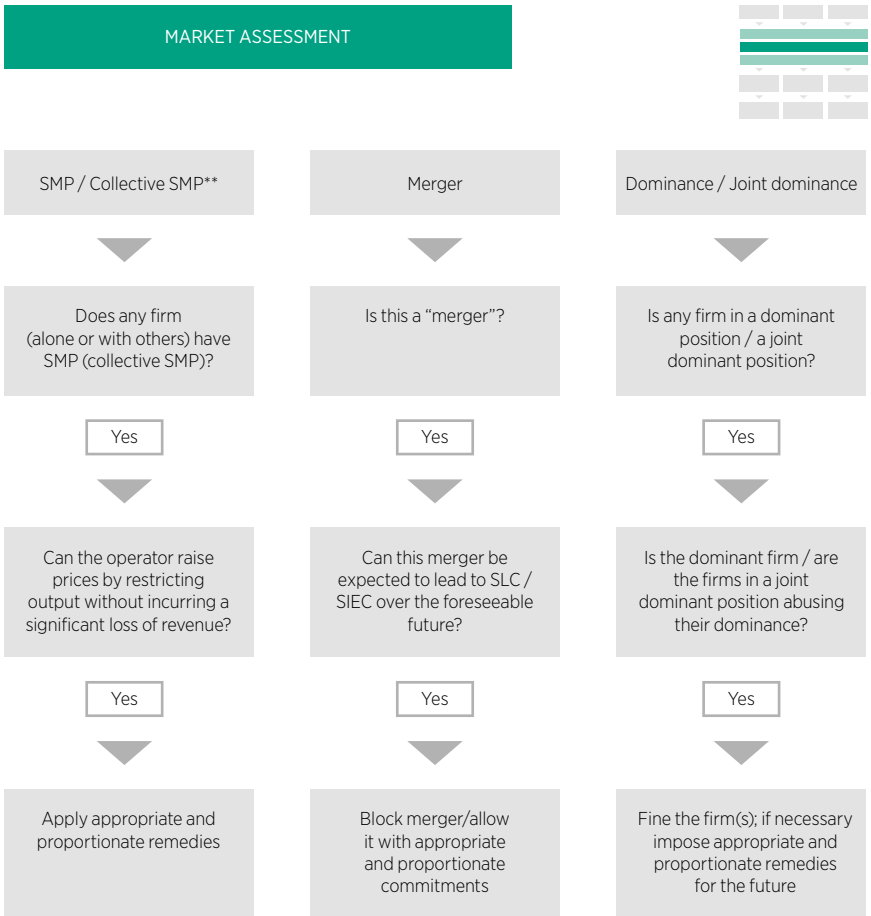 MARKET ASSESSMENT
SMP / Collective SMP**
Merger
Dominance / Joint dominance
Does any firm
(alone or with others) have
SMP (collective SMP)?
Is this a “merger”?
Is any firm in a dominant
position / a joint
dominant position?
Yes
Yes
Yes
Can the operator raise
prices by restricting
output without incurring a
significant loss of revenue?
Can this merger be
expected to lead to SLC /
SIEC over the foreseeable
future?
Is the dominant firm / are
the firms in a joint
dominant position abusing
their dominance?
Yes
Yes
Yes
Apply appropriate and
proportionate remedies
Block merger/allow
it with appropriate
and proportionate
commitments
Fine the firm(s); if necessary
impose appropriate and
proportionate remedies
for the future